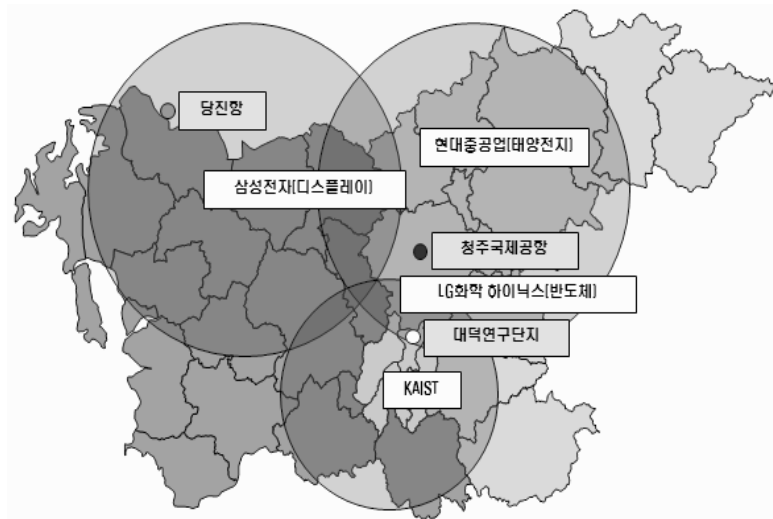 당진항
현대중공업(태양전지)
삼성전자(디스플레이)
청주국제공항
LG화학 하이닉스(반도체)
대덕연구단지
KAIST